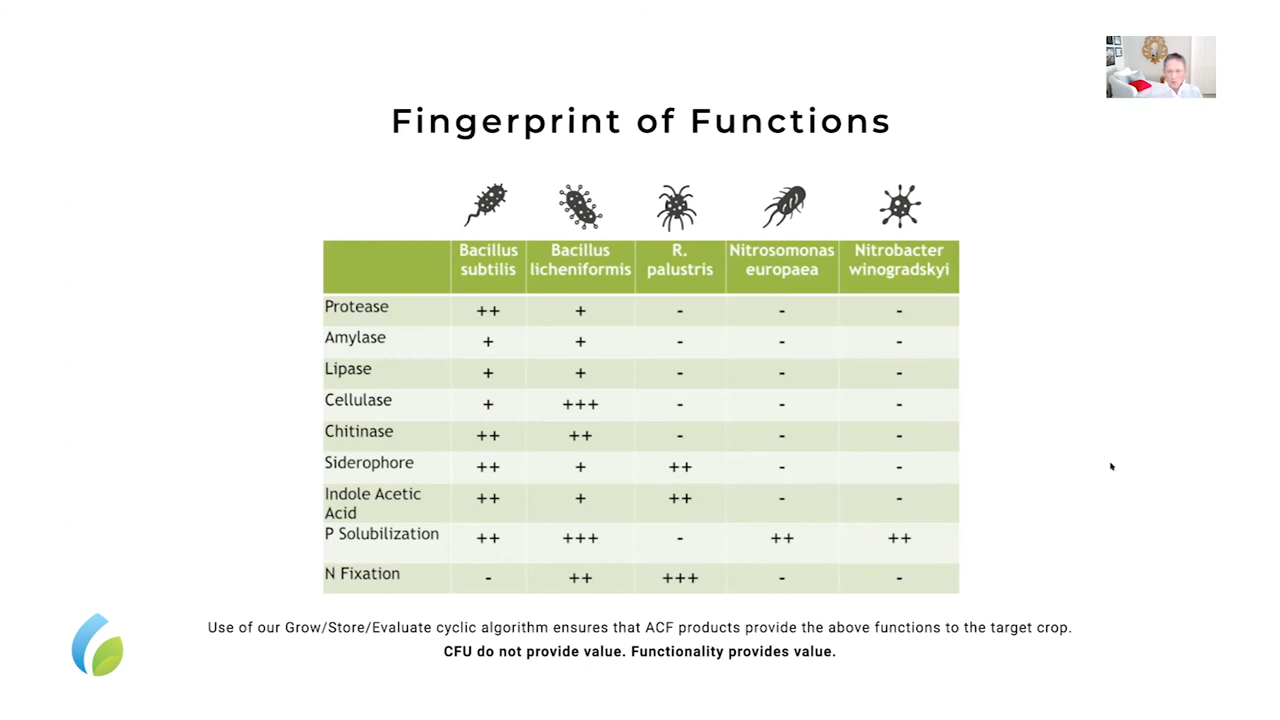 Fingerprint of Functions
Bacillus subtilis Bacillus licheniformis R. palustris Nitrosomonas europaea Nitrobacter winogradskyi
Protease ++ + - - -
Amylase + + - - -
Lipase + + - - -
Cellulase + +++ - - -
Chitinase ++ ++ - - -
Siderophore ++ + ++ - -
Indole Acetic Acid ++ + ++ - -
P Solubilization ++ +++ - ++ ++
N Fixation - ++ +++ - -
Use of our Grow/Store/Evaluate cyclic algorithm ensures that ACF products provide the above functions to the target crop.
CFU do not provide value. Functionality provides value.